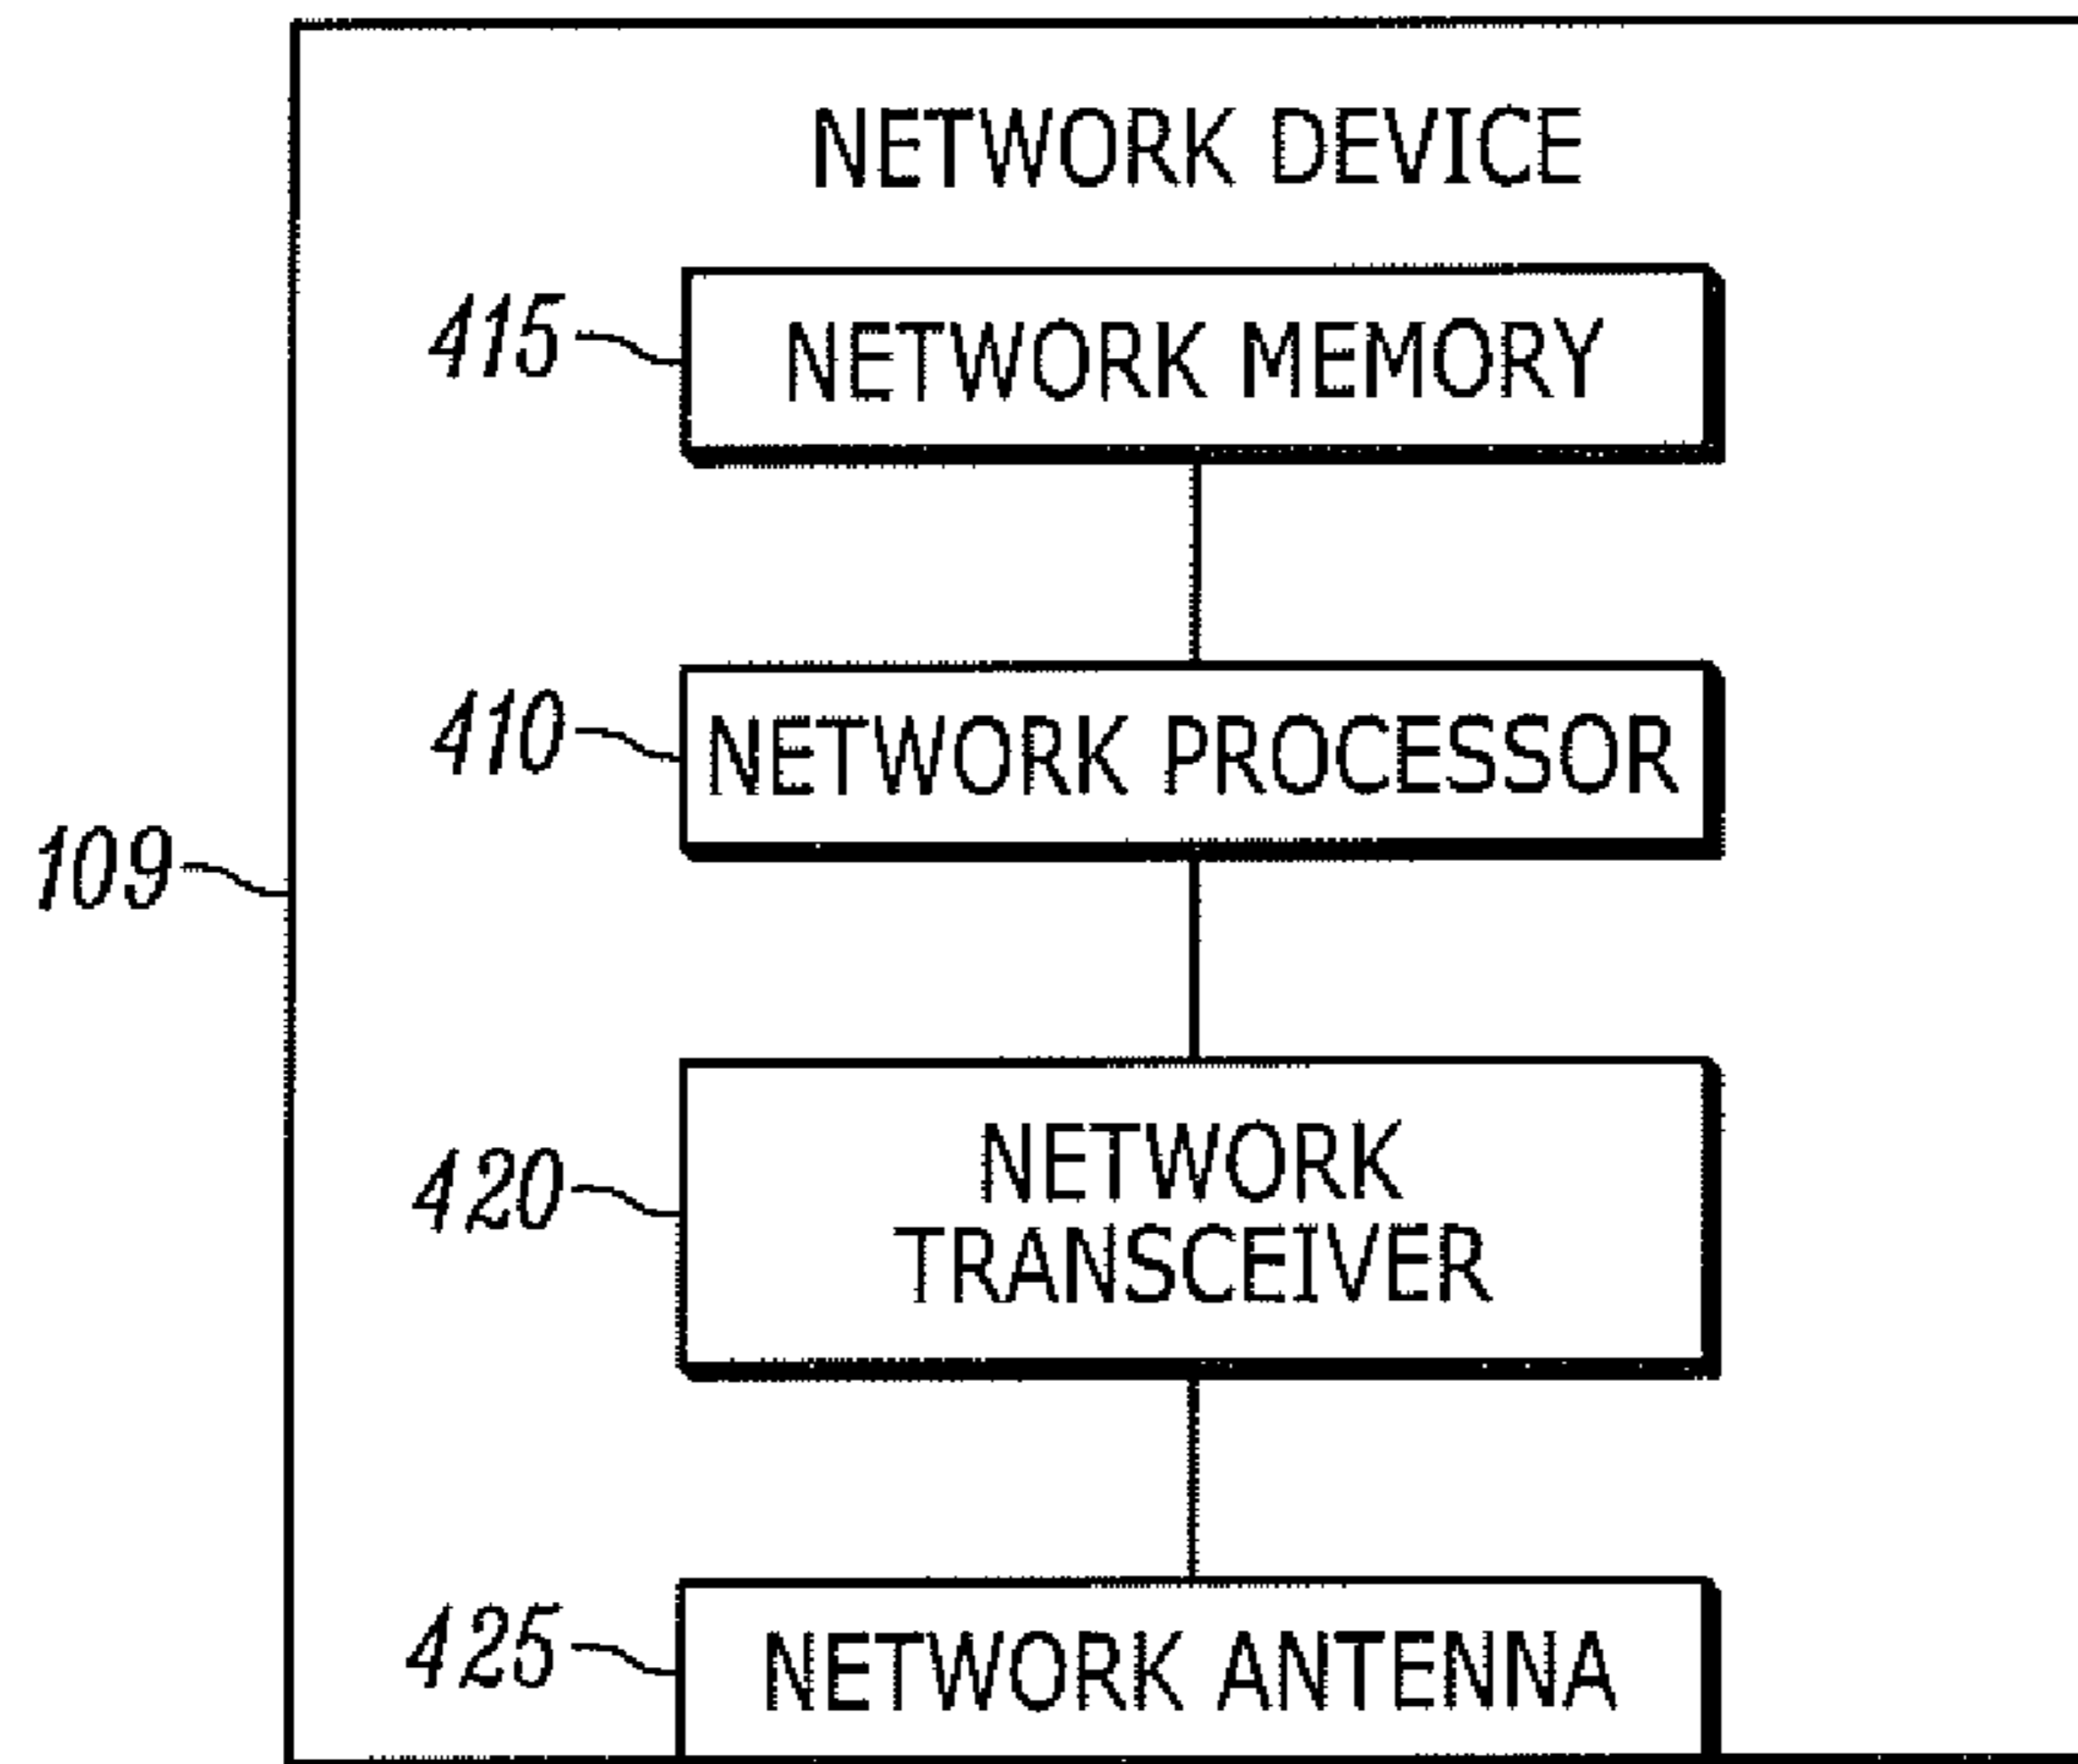 NETWORK DEVICE
415
NETWORK MEMORY
410
NETWORK PROCESSOR
109
420
NETWORK
TRANSCEIVER
425
NETWORK ANTENNA